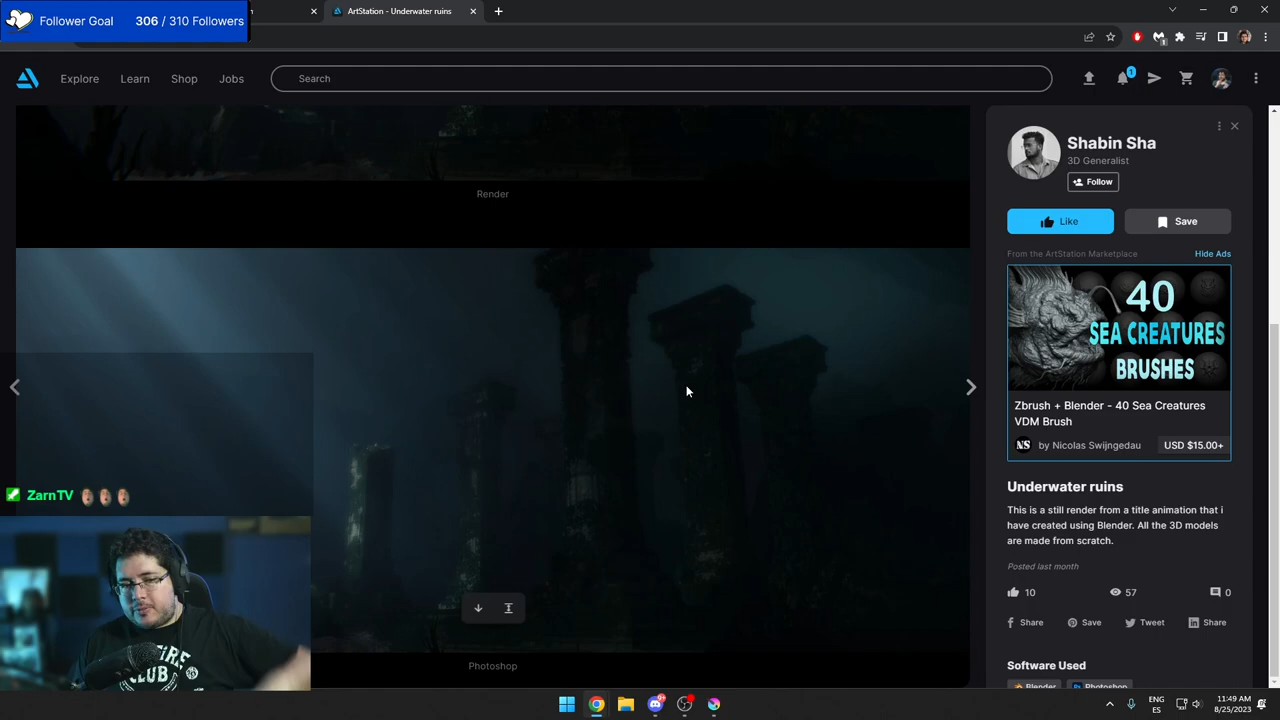 Follower Goal 306 / 310 Followers
ArtStation - Underwater ruins
Explore Learn Shop Jobs Search
1
Render
Shabin Sha
3D Generalist
Follow
Like Save
From the ArtStation Marketplace Hide Ads
40
SEA CREATURES
BRUSHES
Zbrush + Blender - 40 Sea Creatures
VDM Brush
NS by Nicolas Swijngedau USD $15.00+
ZarnTV
Underwater ruins
This is a still render from a title animation that i
have created using Blender. All the 3D models
are made from scratch.
Posted last month
10 57 0
Share Save Tweet Share
Photoshop
Software Used
Blender Photoshop
CLUB
ENG
ES
11:49 AM
8/25/2023